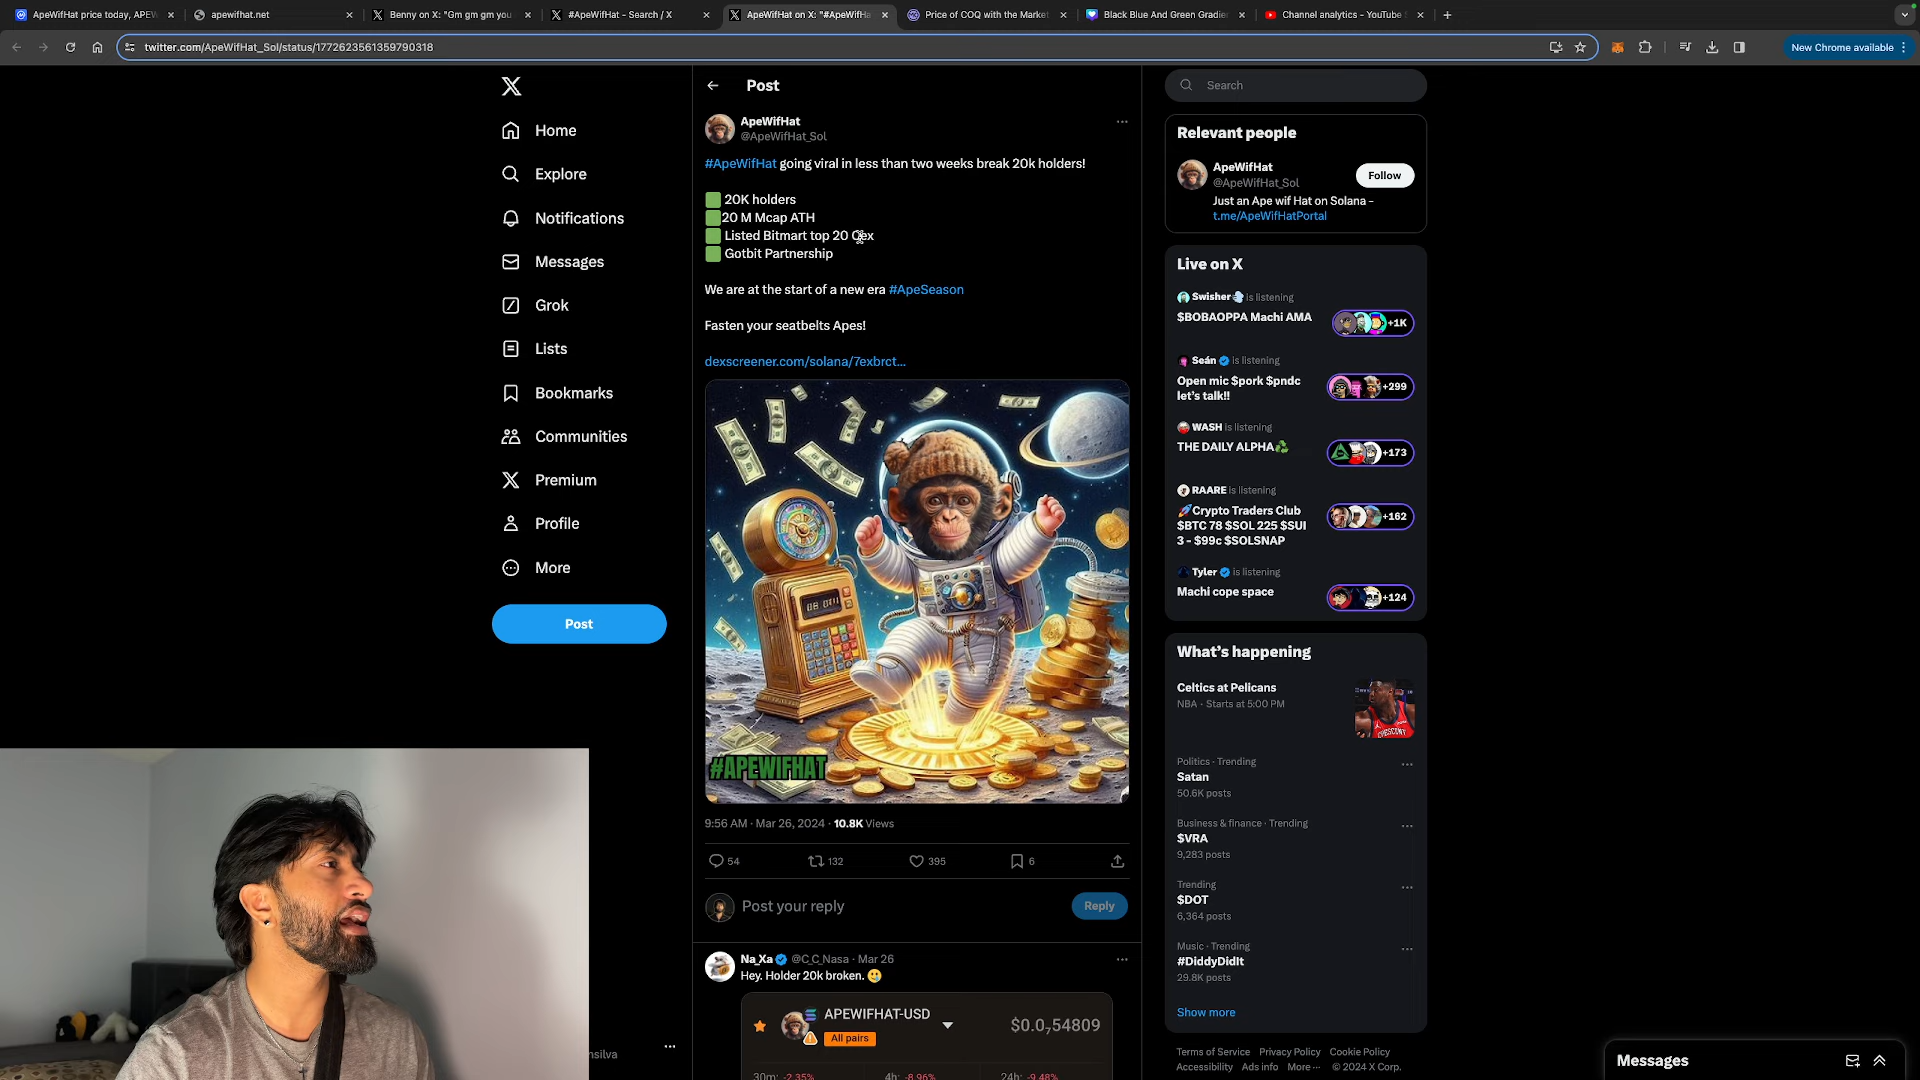 ApeWifHat price today, APEW
apewifhat.net
Benny on X: "Gm gm gm you
#ApeWifHat - Search / X
ApeWifHat on X: "#ApeWifHa
Price of COQ with the Market
Black Blue And Green Gradie
Channel analytics - YouTube S
twitter.com/ApeWifHat_Sol/status/1772623561359790318
New Chrome available
Home
Explore
Notifications
Messages
Grok
Lists
Bookmarks
Communities
Premium
Profile
More
Post
nsilva
Post
ApeWifHat
@ApeWifHat_Sol
#ApeWifHat going viral in less than two weeks break 20k holders!
20K holders
20 M Mcap ATH
Listed Bitmart top 20 Cex
Gotbit Partnership
We are at the start of a new era #ApeSeason
Fasten your seatbelts Apes!
dexscreener.com/solana/7exbrct...
#APEWIFHAT
9:56 AM · Mar 26, 2024 · 10.8K Views
54 132 395 6
Post your reply
Reply
Na_Xa @C_C_Nasa · Mar 26
Hey. Holder 20k broken.
APEWIFHAT-USD
$0.0₇54809
All pairs
30m: -2.35% 4h: -8.96% 24h: -9.48%
Search
Relevant people
ApeWifHat
@ApeWifHat_Sol
Follow
Just an Ape wif Hat on Solana -
t.me/ApeWifHatPortal
Live on X
Swisher is listening
$BOBAOPPA Machi AMA
+1K
Seán is listening
Open mic $pork $pndc
let's talk!!
+299
WASH is listening
THE DAILY ALPHA
+173
RAARE is listening
Crypto Traders Club
$BTC 78 $SOL 225 $SUI
3 - $99c $SOLSNAP
+162
Tyler is listening
Machi cope space
+124
What's happening
Celtics at Pelicans
NBA · Starts at 5:00 PM
Politics · Trending
Satan
50.6K posts
Business & finance · Trending
$VRA
9,283 posts
Trending
$DOT
6,364 posts
Music · Trending
#DiddyDidIt
29.8K posts
Show more
Terms of Service Privacy Policy Cookie Policy
Accessibility Ads info More ··· © 2024 X Corp.
Messages